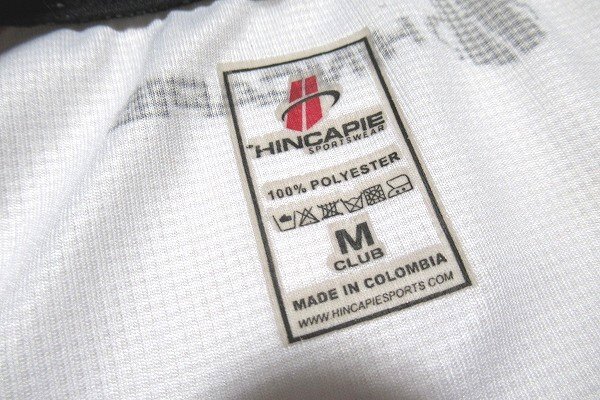 HINCAPIE
SPORTSWEAR
100% POLYESTER
M
CLUB
MADE IN COLOMBIA
WWW.HINCAPIESPORTS.COM